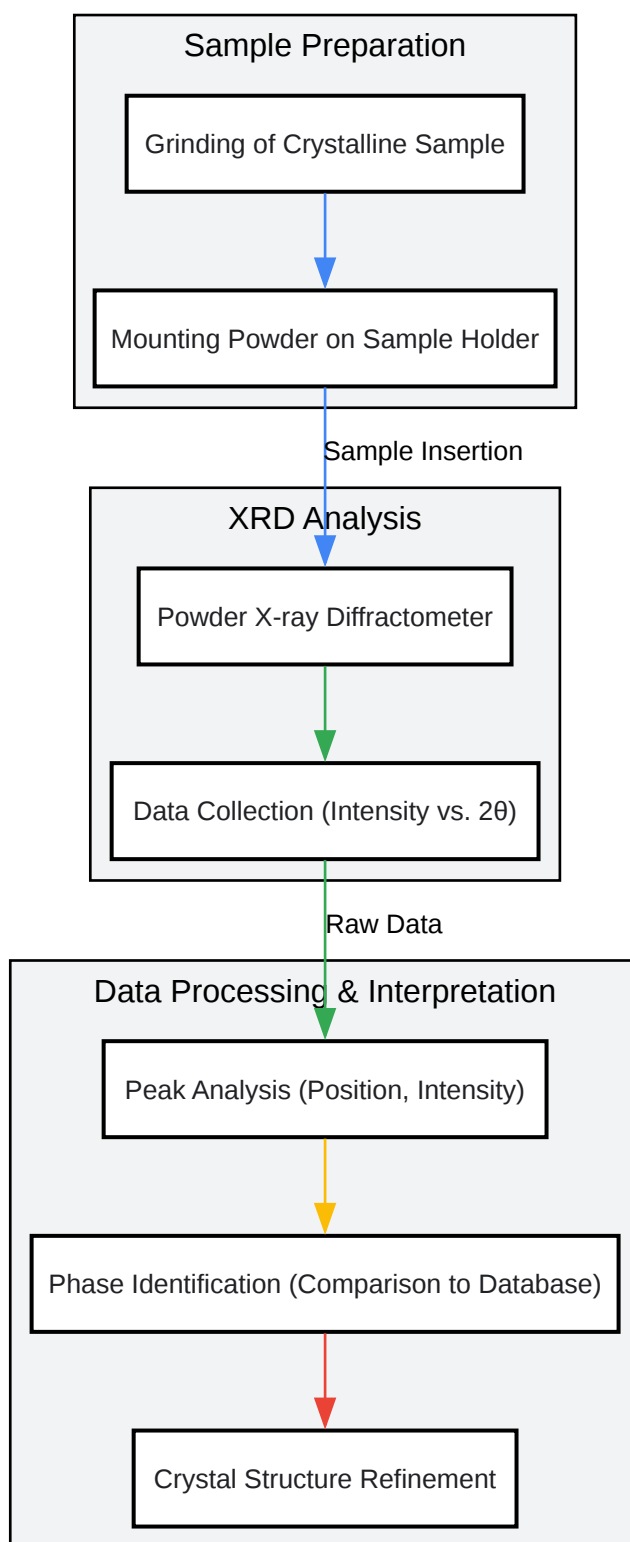 Sample Preparation
Grinding of Crystalline Sample
Mounting Powder on Sample Holder
Sample Insertion
XRD Analysis
Powder X-ray Diffractometer
Data Collection (Intensity vs. 2θ)
Raw Data
Data Processing & Interpretation
Peak Analysis (Position, Intensity)
Phase Identification (Comparison to Database)
Crystal Structure Refinement